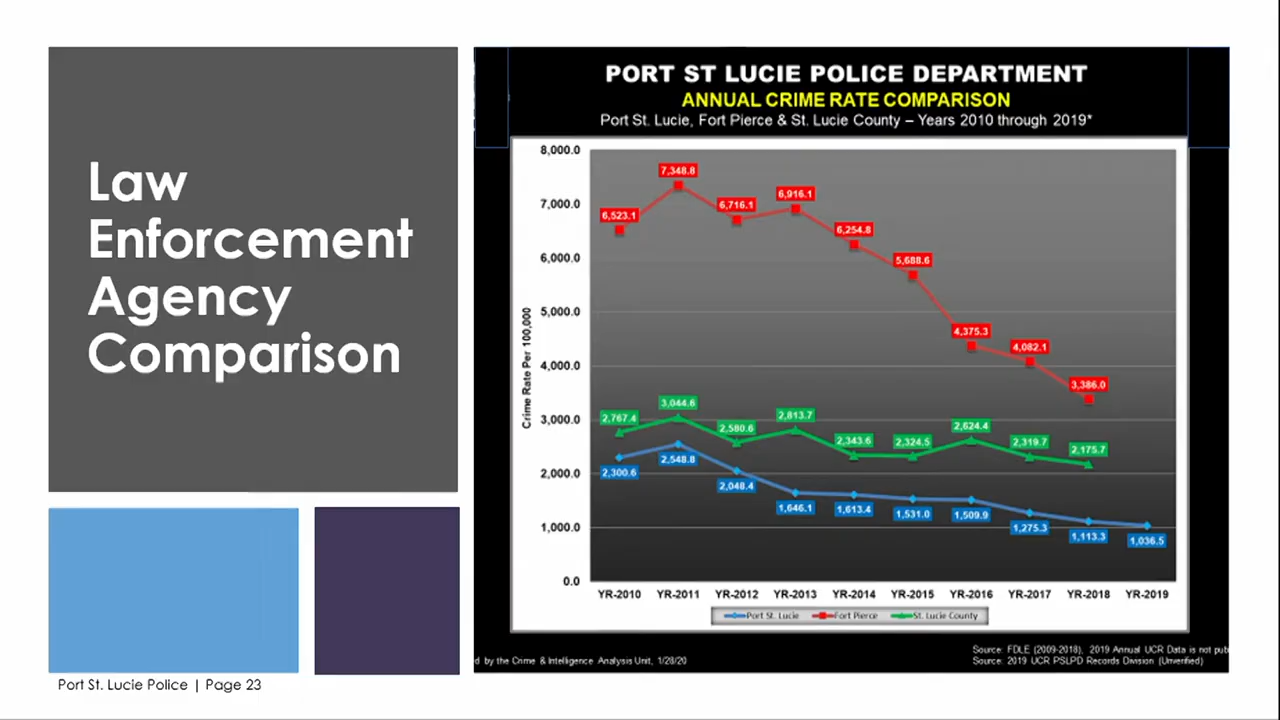 Law
Enforcement
Agency
Comparison
PORT ST LUCIE POLICE DEPARTMENT
ANNUAL CRIME RATE COMPARISON
Port St. Lucie, Fort Pierce & St. Lucie County – Years 2010 through 2019*
Crime Rate Per 100,000
8,000.0
7,000.0
6,000.0
5,000.0
4,000.0
3,000.0
2,000.0
1,000.0
0.0
6,523.1
7,348.8
6,716.1
6,916.1
6,254.8
5,688.6
4,375.3
4,082.1
3,386.0
2,767.4
3,044.6
2,580.6
2,813.7
2,343.6
2,324.5
2,624.4
2,319.7
2,175.7
2,300.6
2,548.8
2,048.4
1,646.1
1,613.4
1,531.0
1,509.9
1,275.3
1,113.3
1,036.5
YR-2010 YR-2011 YR-2012 YR-2013 YR-2014 YR-2015 YR-2016 YR-2017 YR-2018 YR-2019
Port St. Lucie Fort Pierce St. Lucie County
d by the Crime & Intelligence Analysis Unit, 1/28/20
Source: FDLE (2009-2018), 2019 Annual UCR Data is not pub
Source: 2019 UCR PSLPD Records Division (Unverified)
Port St. Lucie Police | Page 23